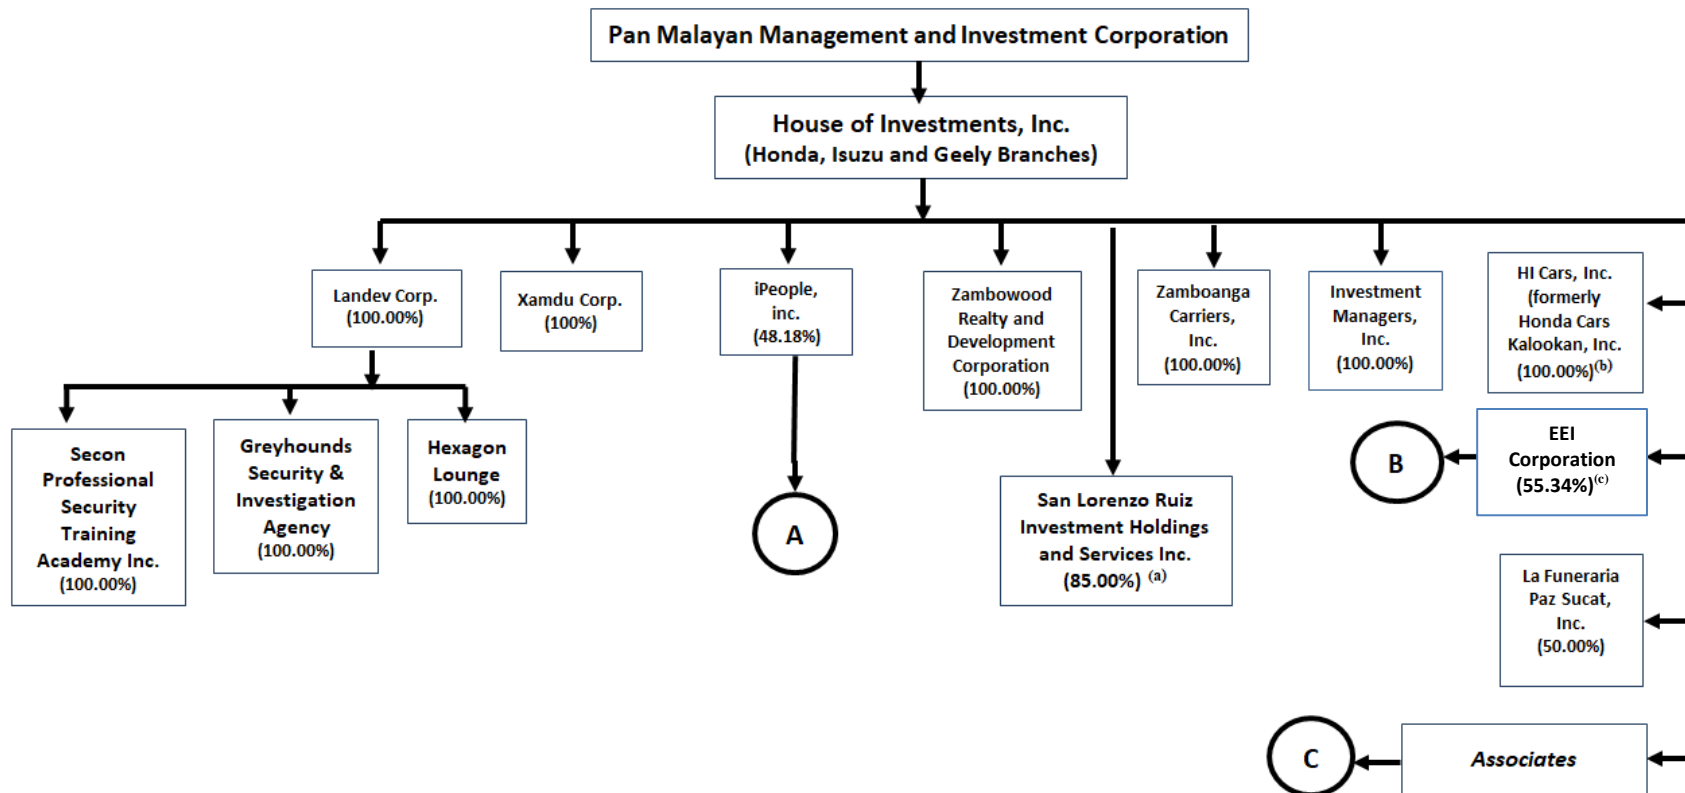 Pan Malayan Management and Investment Corporation
House of Investments, Inc.
(Honda, Isuzu and Geely Branches)
Landev Corp.
(100.00%)
Xamdu Corp.
(100%)
iPeople,
inc.
(48.18%)
Zambowood
Realty and
Development
Corporation
(100.00%)
Zamboanga
Carriers,
Inc.
(100.00%)
Investment
Managers,
Inc.
(100.00%)
HI Cars, Inc.
(formerly
Honda Cars
Kalookan, Inc.
(100.00%)(b)
Secon
Professional
Security
Training
Academy Inc.
(100.00%)
Greyhounds
Security &
Investigation
Agency
(100.00%)
Hexagon
Lounge
(100.00%)
A
San Lorenzo Ruiz
Investment Holdings
and Services Inc.
(85.00%) (a)
B
EEI
Corporation
(55.34%)(c)
La Funeraria
Paz Sucat,
Inc.
(50.00%)
C
Associates